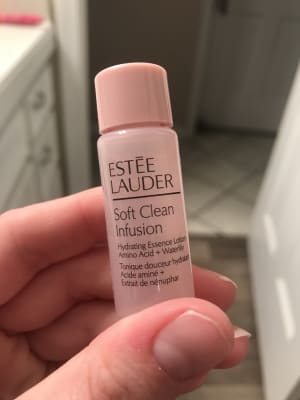 ESTĒE
LAUDER
Soft Clean
Infusion
Hydrating Essence Lotion
Amino Acid + Waterlily
Tonique douceur hydratant
Acide aminé +
Extrait de nénuphar